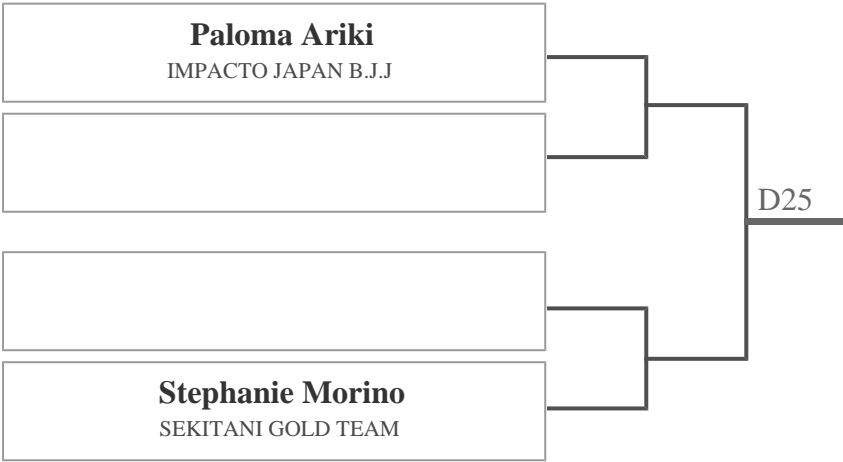 Paloma Ariki
IMPACTO JAPAN B.J.J
D25
Stephanie Morino
SEKITANI GOLD TEAM